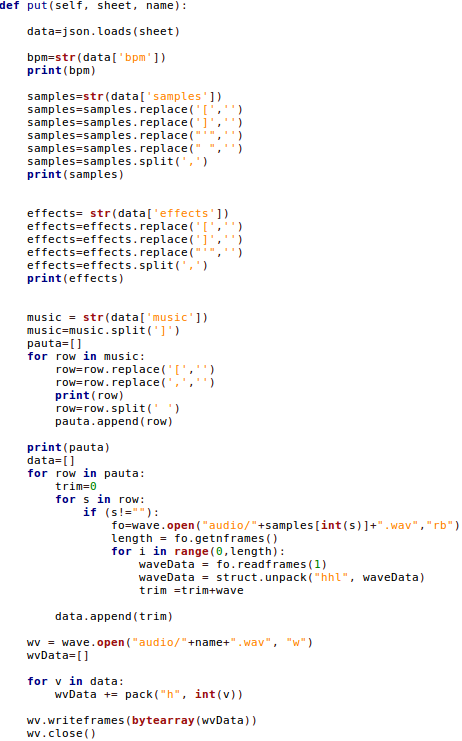 def put(self, sheet, name):
data=json.loads(sheet)
bpm=str(data['bpm'])
print(bpm)
samples=str(data['samples'])
samples=samples.replace('[','')
samples=samples.replace(']','')
samples=samples.replace("'","")
samples=samples.replace(" ","")
samples=samples.split(',')
print(samples)
effects= str(data['effects'])
effects=effects.replace('[','')
effects=effects.replace(']','')
effects=effects.replace("'","")
effects=effects.split(',')
print(effects)
music = str(data['music'])
music=music.split(']')
pauta=[]
for row in music:
row=row.replace('[','')
row=row.replace(',','')
print(row)
row=row.split(' ')
pauta.append(row)
print(pauta)
data=[]
for row in pauta:
trim=0
for s in row:
if (s!=""):
fo=wave.open("audio/"+samples[int(s)]+".wav","rb")
length = fo.getnframes()
for i in range(0,length):
waveData = fo.readframes(1)
waveData = struct.unpack("hhl", waveData)
trim =trim+wave
data.append(trim)
wv = wave.open("audio/"+name+".wav", "w")
wvData=[]
for v in data:
wvData += pack("h", int(v))
wv.writeframes(bytearray(wvData))
wv.close()